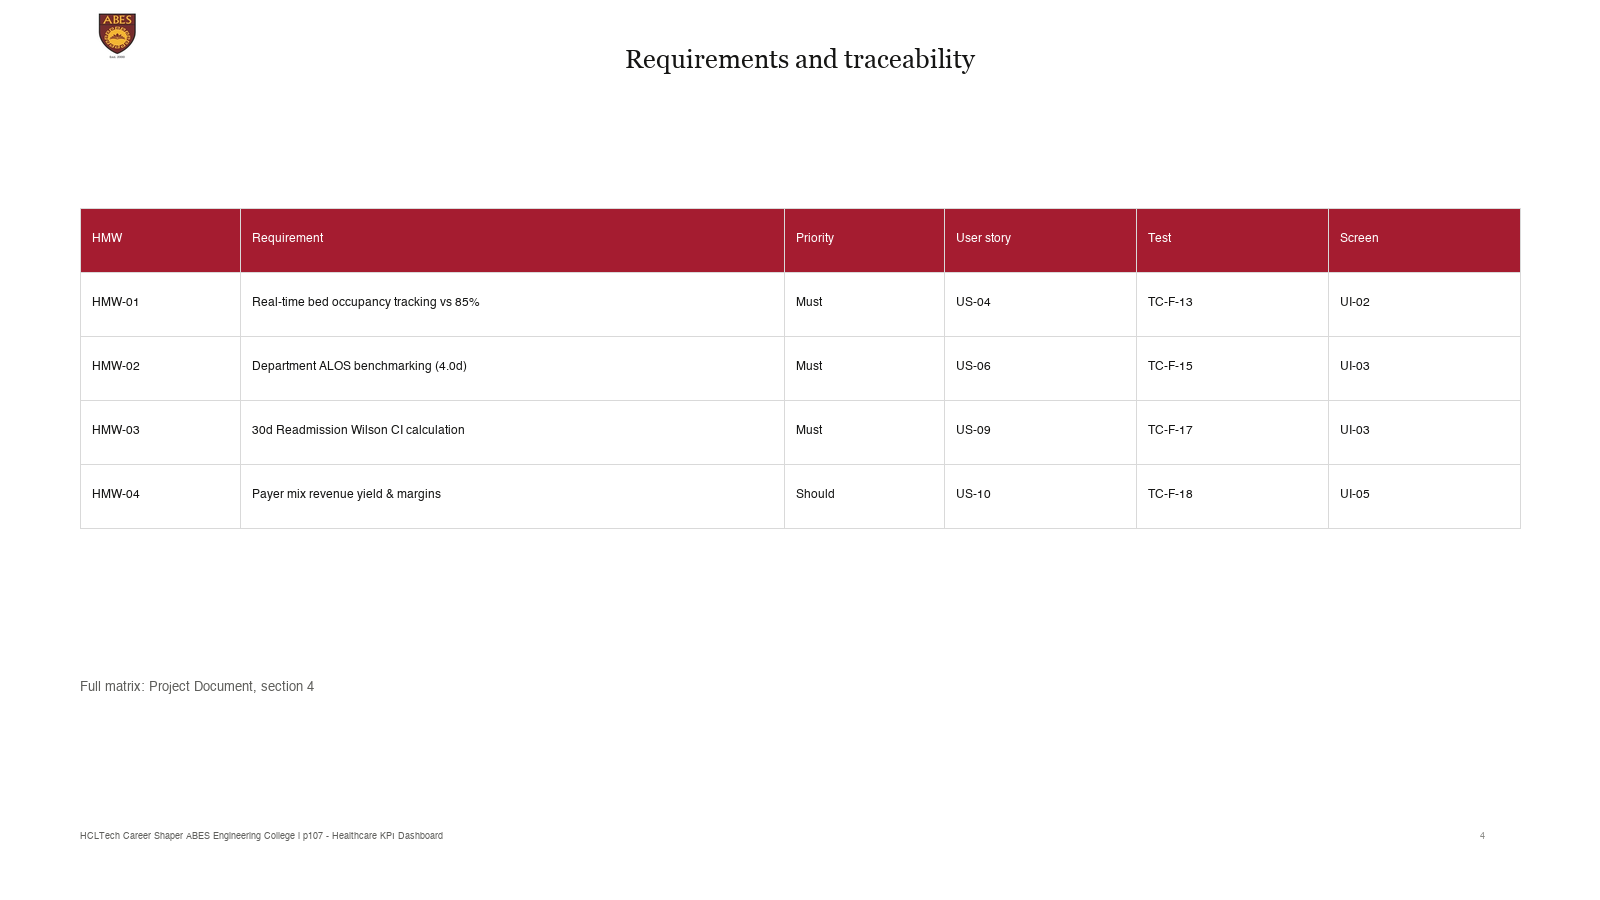 ABES
Requirements and traceability
HMW Requirement Priority User story Test Screen
HMW-01 Real-time bed occupancy tracking vs 85% Must US-04 TC-F-13 UI-02
HMW-02 Department ALOS benchmarking (4.0d) Must US-06 TC-F-15 UI-03
HMW-03 30d Readmission Wilson CI calculation Must US-09 TC-F-17 UI-03
HMW-04 Payer mix revenue yield & margins Should US-10 TC-F-18 UI-05
Full matrix: Project Document, section 4
HCLTech Career Shaper ABES Engineering College | p107 - Healthcare KPI Dashboard
4